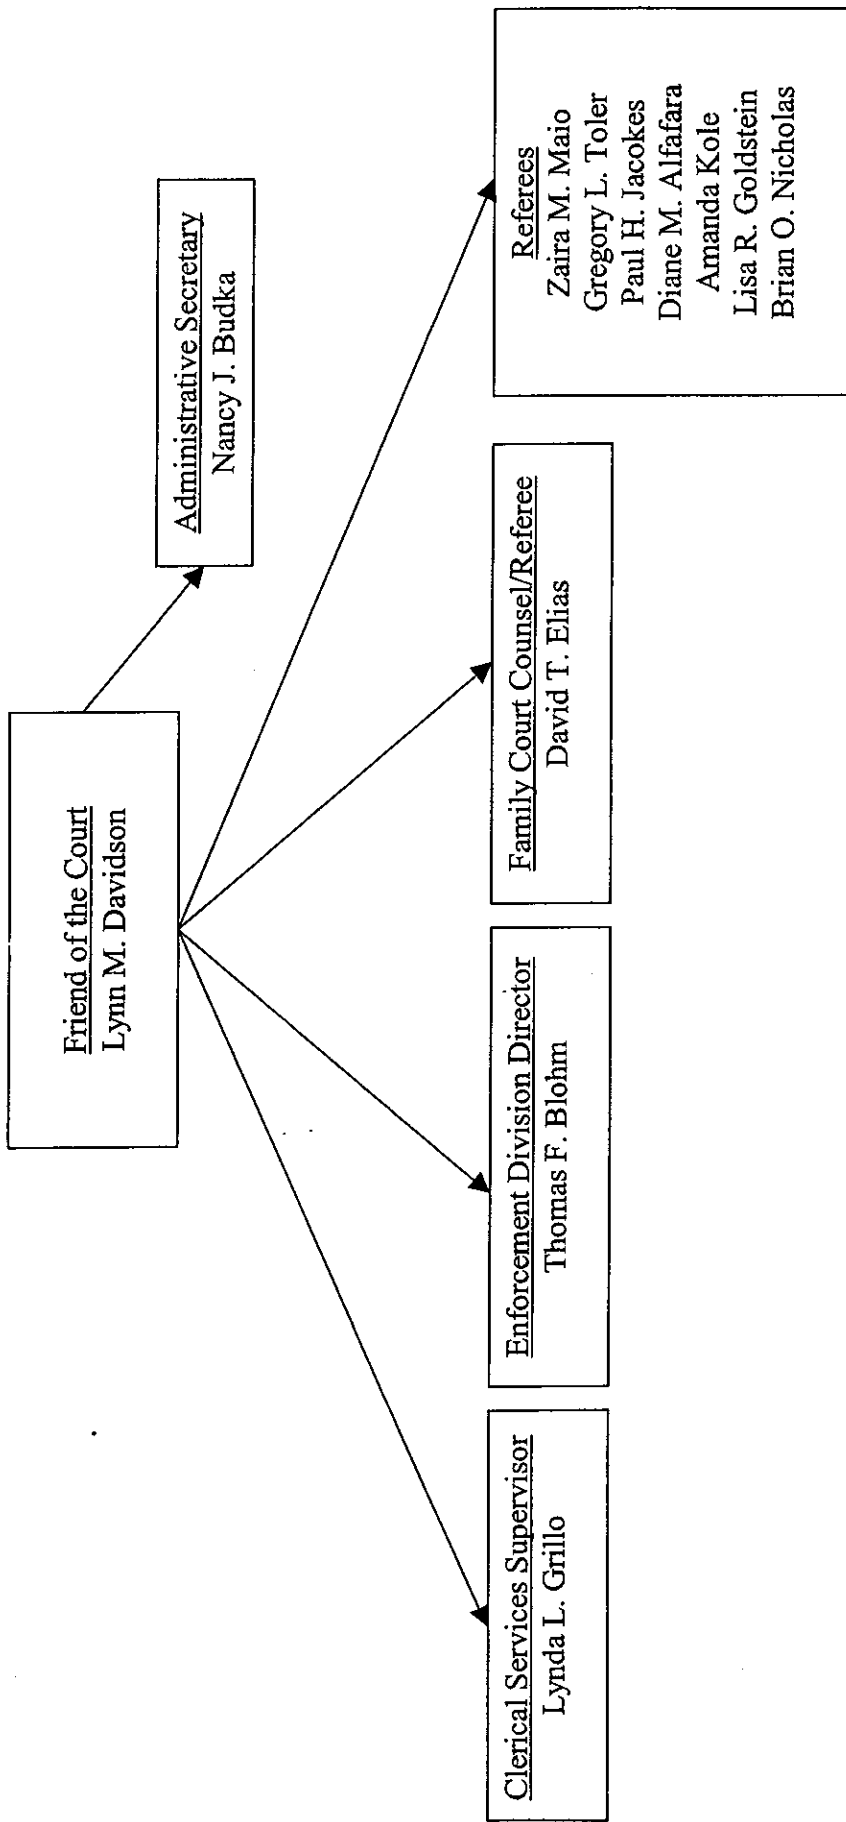 Friend of the Court
Lynn M. Davidson
Administrative Secretary
Nancy J. Budka
Clerical Services Supervisor
Lynda L. Grillo
Enforcement Division Director
Thomas F. Blohm
Family Court Counsel/Referee
David T. Elias
Referees
Zaira M. Maio
Gregory L. Toler
Paul H. Jacokes
Diane M. Alfafara
Amanda Kole
Lisa R. Goldstein
Brian O. Nicholas